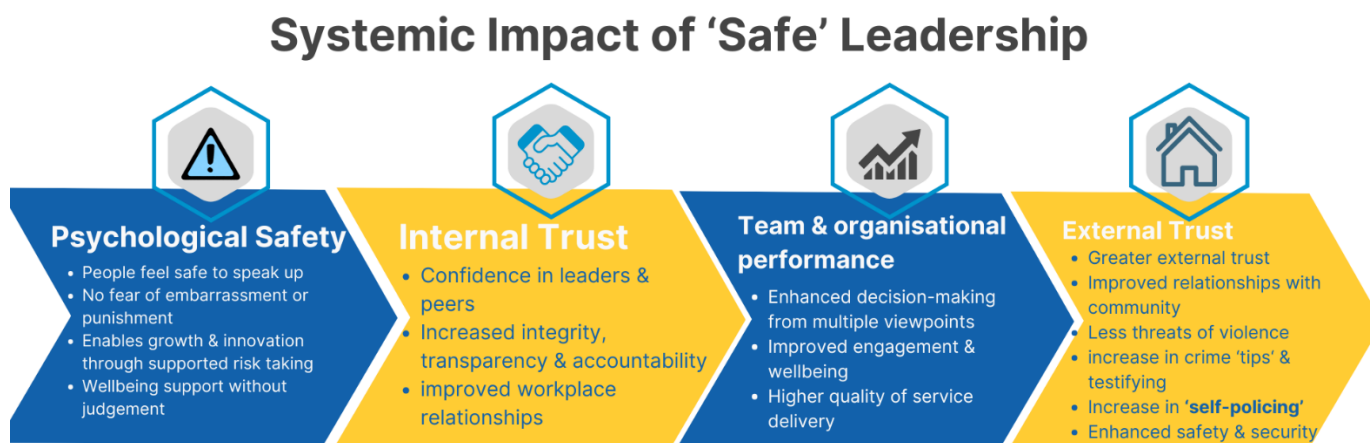 Systemic Impact of ‘Safe’ Leadership
Psychological Safety
• People feel safe to speak up
• No fear of embarrassment or
punishment
• Enables growth & innovation
through supported risk taking
• Wellbeing support without
judgement
Internal Trust
• Confidence in leaders &
peers
• Increased integrity,
transparency & accountability
• improved workplace
relationships
Team & organisational
performance
• Enhanced decision-making
from multiple viewpoints
• Improved engagement &
wellbeing
• Higher quality of service
delivery
External Trust
• Greater external trust
• Improved relationships with
community
• Less threats of violence
• increase in crime ‘tips’ &
testifying
• Increase in ‘self-policing’
• Enhanced safety & security